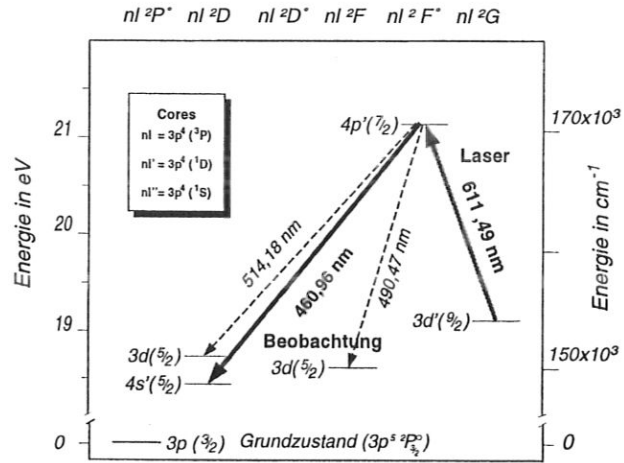 nl ²P° nl ²D nl ²D° nl ²F nl ² F° nl ²G
Energie in eV
21
20
19
0
Cores
nl = 3p⁴ (³P)
nl' = 3p⁴ (¹D)
nl'' = 3p⁴ (¹S)
4p'(7/2)
Laser
611,49 nm
514,18 nm
460,96 nm
490,47 nm
3d'(9/2)
Beobachtung
3d(5/2)
3d(5/2)
4s'(5/2)
3p (3/2) Grundzustand (3p⁵ ²P°3/2)
170x10³
150x10³
0
Energie in cm⁻¹